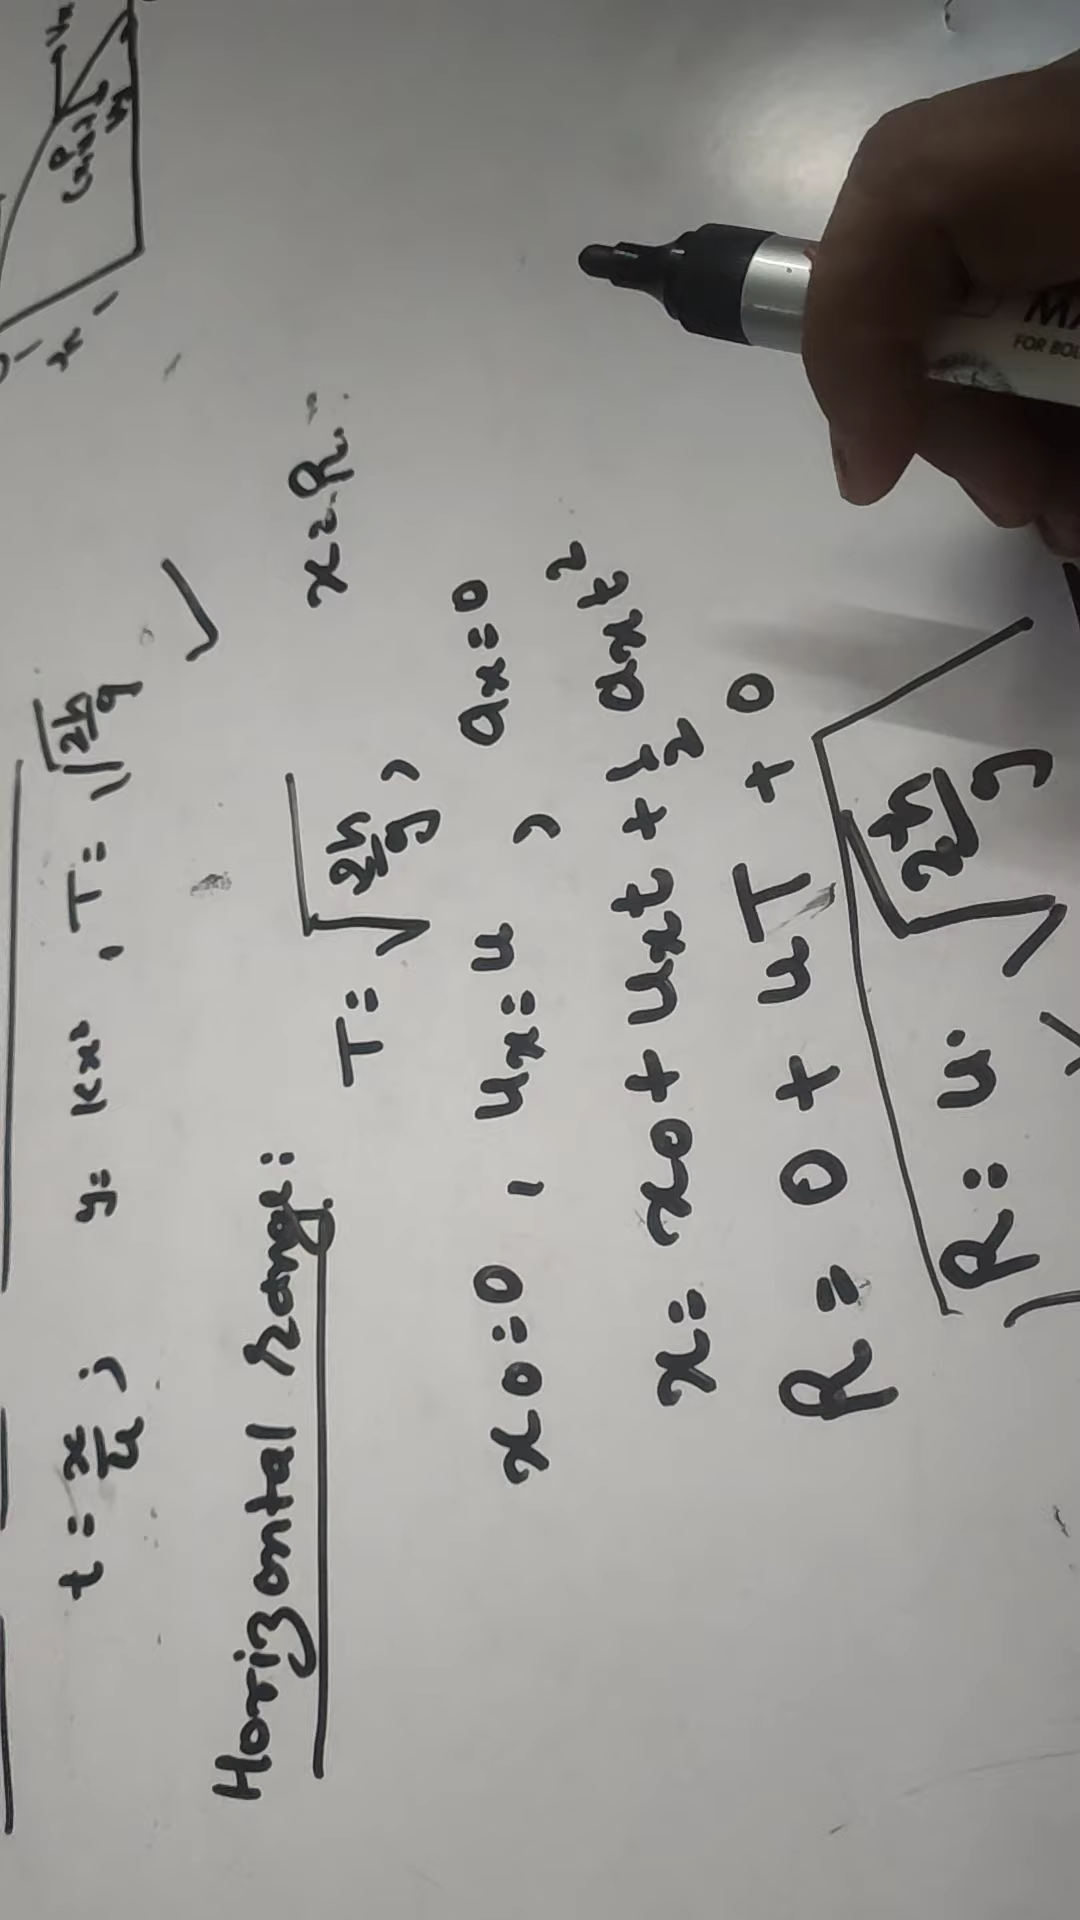 t = x/u ; y = kx² , T = √2h/g
Horizontal range:
T = √2h/g , x = R
x0 = 0 , ux = u , ax = 0
x = x0 + uxt + 1/2 axt²
R = 0 + uT + 0
R = u. √2h/g
FOR BO